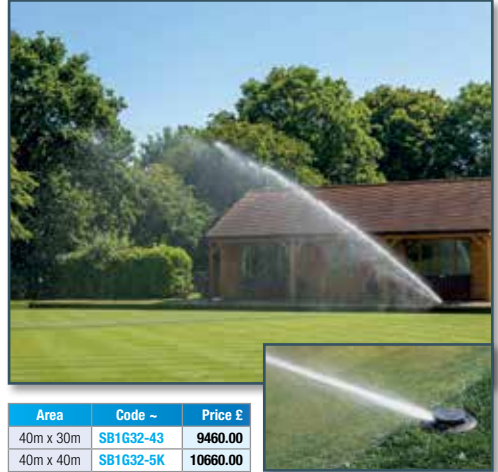 Area Code ~ Price £
40m x 30m SB1G32-43 9460.00
40m x 40m SB1G32-5K 10660.00